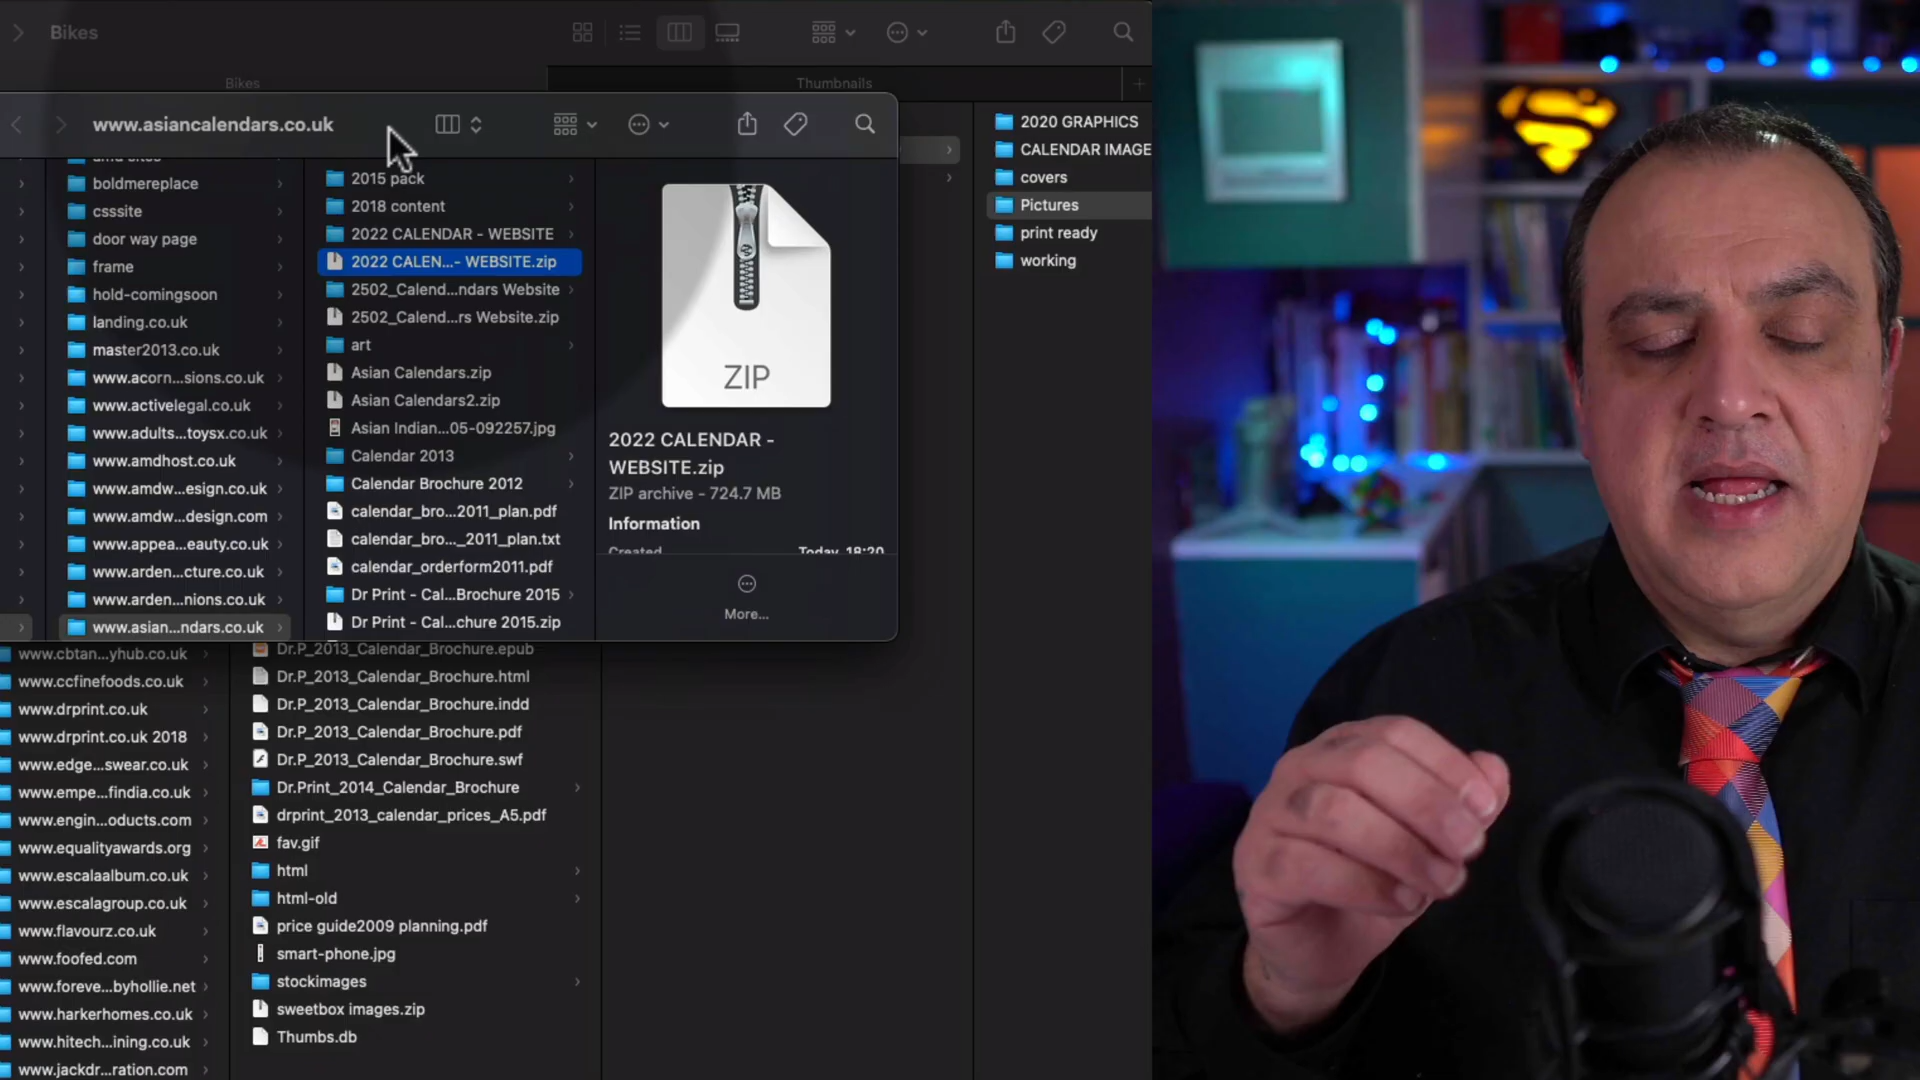 Bikes
Bikes
Thumbnails
www.asiancalendars.co.uk
boldmereplace
csssite
door way page
frame
hold-comingsoon
landing.co.uk
master2013.co.uk
www.acorn...sions.co.uk
www.activelegal.co.uk
www.adults...toysx.co.uk
www.amdhost.co.uk
www.amdw...esign.co.uk
www.amdw...design.com
www.appea...eauty.co.uk
www.arden...cture.co.uk
www.arden...nions.co.uk
www.asian...ndars.co.uk
2015 pack
2018 content
2022 CALENDAR - WEBSITE
2022 CALEN...- WEBSITE.zip
2502_Calend...ndars Website
2502_Calend...rs Website.zip
art
Asian Calendars.zip
Asian Calendars2.zip
Asian Indian...05-092257.jpg
Calendar 2013
Calendar Brochure 2012
calendar_bro...2011_plan.pdf
calendar_bro..._2011_plan.txt
calendar_orderform2011.pdf
Dr Print - Cal...Brochure 2015
Dr Print - Cal...chure 2015.zip
ZIP
2022 CALENDAR -
WEBSITE.zip
ZIP archive - 724.7 MB
Information
Created Today, 18:20
More...
2020 GRAPHICS
CALENDAR IMAGE
covers
Pictures
print ready
working
www.cbtan...yhub.co.uk
www.ccfinefoods.co.uk
www.drprint.co.uk
www.drprint.co.uk 2018
www.edge...swear.co.uk
www.empe...findia.co.uk
www.engin...oducts.com
www.equalityawards.org
www.escalaalbum.co.uk
www.escalagroup.co.uk
www.flavourz.co.uk
www.foofed.com
www.foreve...byhollie.net
www.harkerhomes.co.uk
www.hitech...ining.co.uk
www.jackdr...ration.com
Dr.P_2013_Calendar_Brochure.epub
Dr.P_2013_Calendar_Brochure.html
Dr.P_2013_Calendar_Brochure.indd
Dr.P_2013_Calendar_Brochure.pdf
Dr.P_2013_Calendar_Brochure.swf
Dr.Print_2014_Calendar_Brochure
drprint_2013_calendar_prices_A5.pdf
fav.gif
html
html-old
price guide2009 planning.pdf
smart-phone.jpg
stockimages
sweetbox images.zip
Thumbs.db